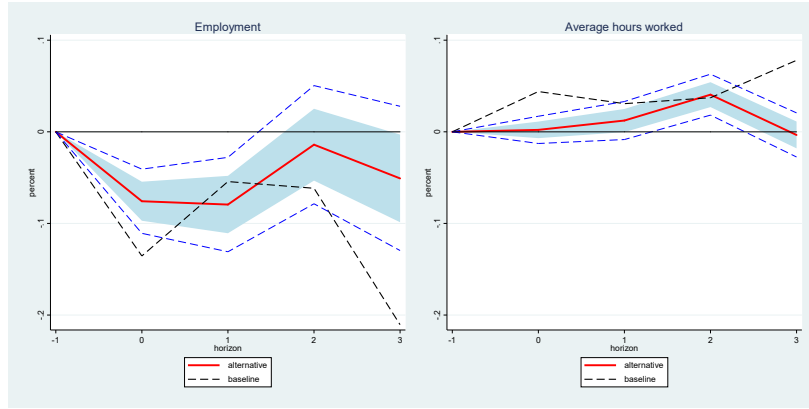 Employment
.1
0
-.1
-.2
percent
-1 0 1 2 3
horizon
alternative
baseline
Average hours worked
.1
0
-.1
-.2
percent
-1 0 1 2 3
horizon
alternative
baseline